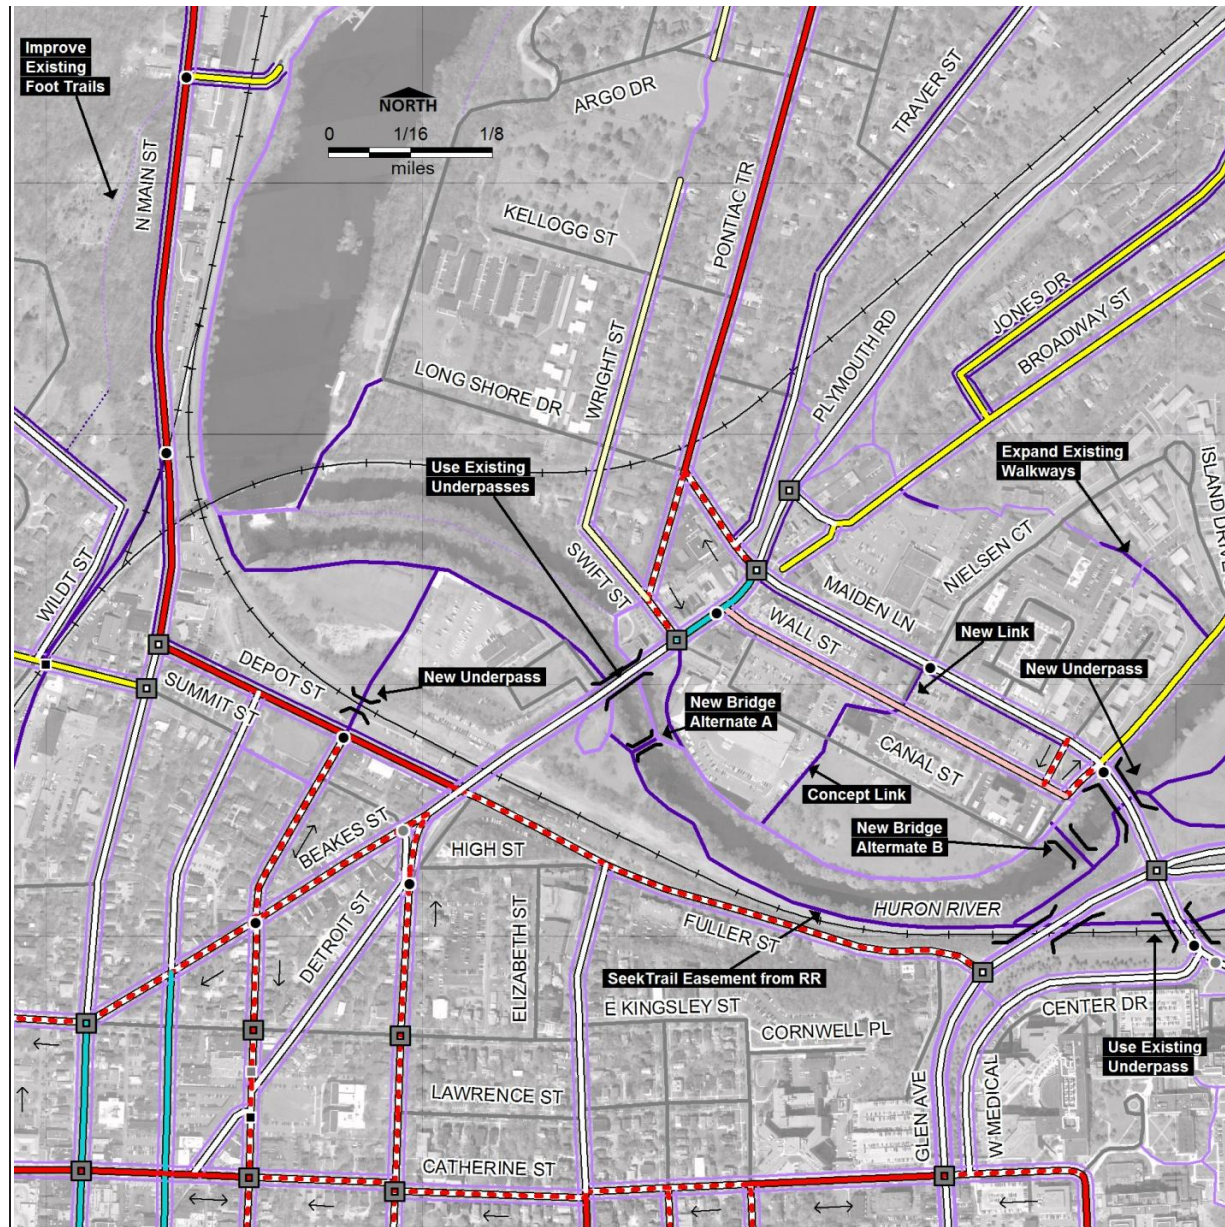 Improve
Existing
Foot Trails
NORTH
0 1/16 1/8
miles
N MAIN ST
ARGO DR
TRAVER ST
KELLOGG ST
PONTIAC TR
JONES DR
BROADWAY ST
PLYMOUTH RD
WRIGHT ST
LONG SHORE DR
Use Existing
Underpasses
Expand Existing
Walkways
ISLAND DRIVE
NIELSEN CT
WILDT ST
SWIFT ST
MAIDEN LN
WALL ST
New Link
New Underpass
DEPOT ST
SUMMIT ST
New Underpass
New Bridge
Alternate A
CANAL ST
Concept Link
BEAKES ST
New Bridge
Alternate B
HIGH ST
HURON RIVER
FULLER ST
DETROIT ST
ELIZABETH ST
SeekTrail Easement from RR
E KINGSLEY ST
CORNWELL PL
CENTER DR
Use Existing
Underpass
LAWRENCE ST
GLEN AVE
W MEDICAL
CATHERINE ST